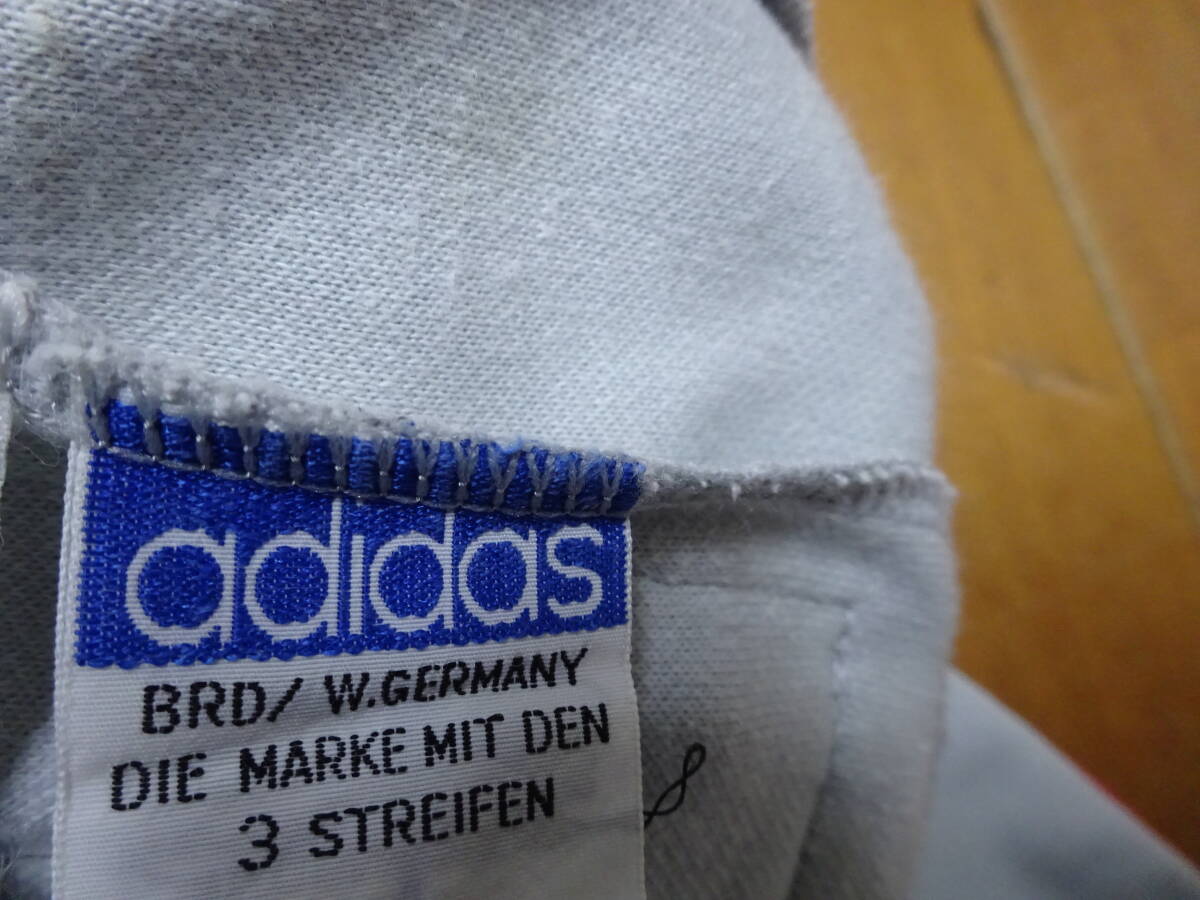 adidas
BRD/ W.GERMANY
DIE MARKE MIT DEN
3 STREIFEN